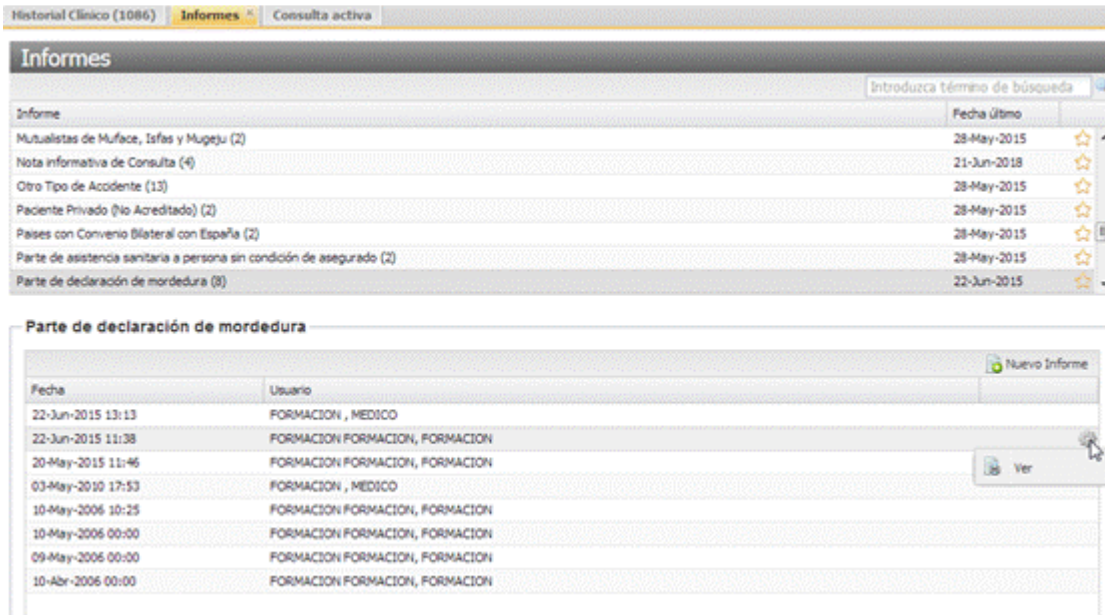 Historial Clínico (1086) Informes Consulta activa
Informes
Introduzca término de búsqueda
Informe Fecha último
Mutualistas de Muface, Isfas y Mugeju (2) 28-May-2015
Nota informativa de Consulta (4) 21-Jun-2018
Otro Tipo de Accidente (13) 28-May-2015
Paciente Privado (No Acreditado) (2) 28-May-2015
Paises con Convenio Bilateral con España (2) 28-May-2015
Parte de asistencia sanitaria a persona sin condición de asegurado (2) 28-May-2015
Parte de declaración de mordedura (8) 22-Jun-2015
Parte de declaración de mordedura
Nuevo Informe
Fecha Usuario
22-Jun-2015 13:13 FORMACION , MEDICO
22-Jun-2015 11:38 FORMACION FORMACION, FORMACION
20-May-2015 11:46 FORMACION FORMACION, FORMACION
Ver
03-May-2010 17:53 FORMACION , MEDICO
10-May-2006 10:25 FORMACION FORMACION, FORMACION
10-May-2006 00:00 FORMACION FORMACION, FORMACION
09-May-2006 00:00 FORMACION FORMACION, FORMACION
10-Abr-2006 00:00 FORMACION FORMACION, FORMACION